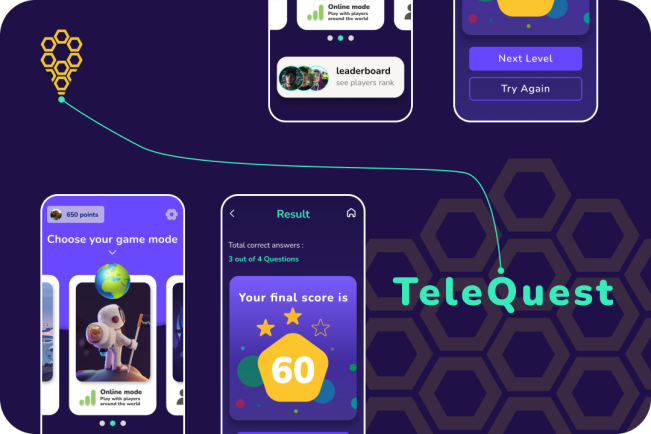 Online mode
Play with players
around the world
leaderboard
see players rank
Next Level
Try Again
650 points
Choose your game mode
Online mode
Play with players
around the world
Result
Total correct answers :
3 out of 4 Questions
Your final score is
60
TeleQuest